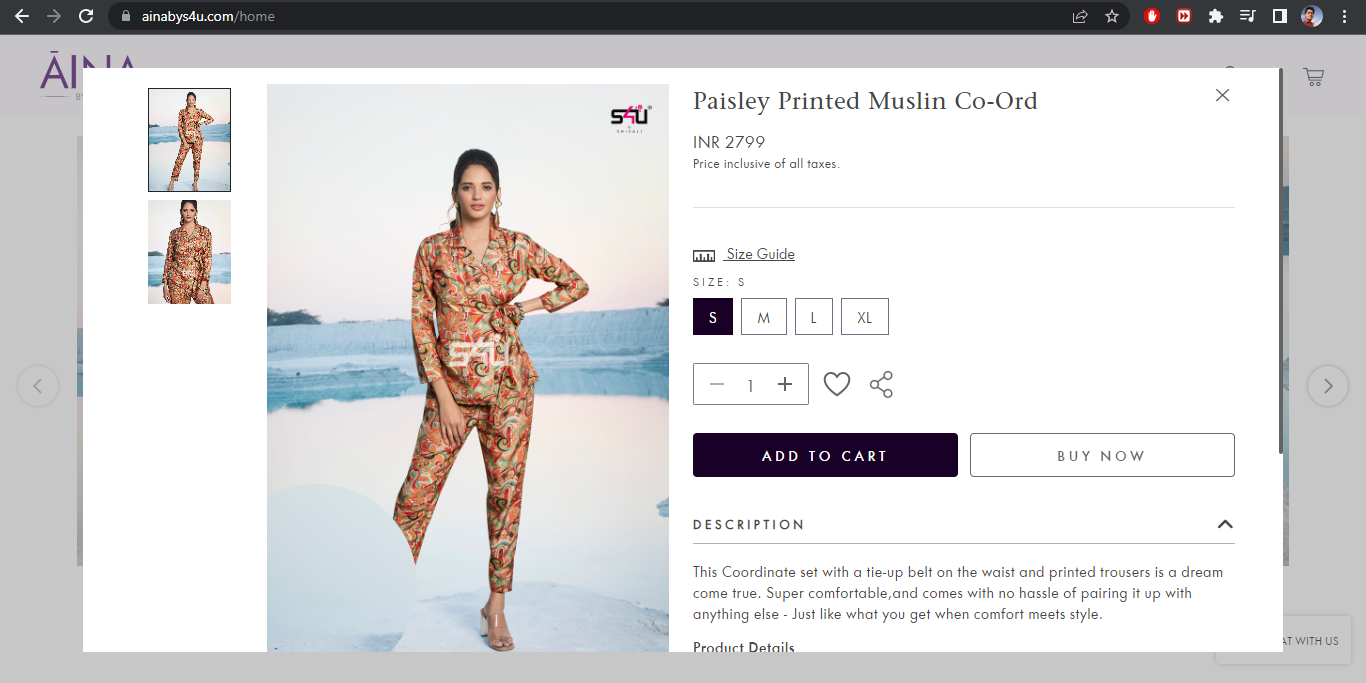 ainabys4u.com/home
ĀINA
Paisley Printed Muslin Co-Ord
S4U
SHIVALI
INR 2799
Price inclusive of all taxes.
Size Guide
SIZE: S
S M L XL
S4U
1
ADD TO CART BUY NOW
DESCRIPTION
This Coordinate set with a tie-up belt on the waist and printed trousers is a dream
come true. Super comfortable,and comes with no hassle of pairing it up with
anything else - Just like what you get when comfort meets style.
WITH US
Product Details